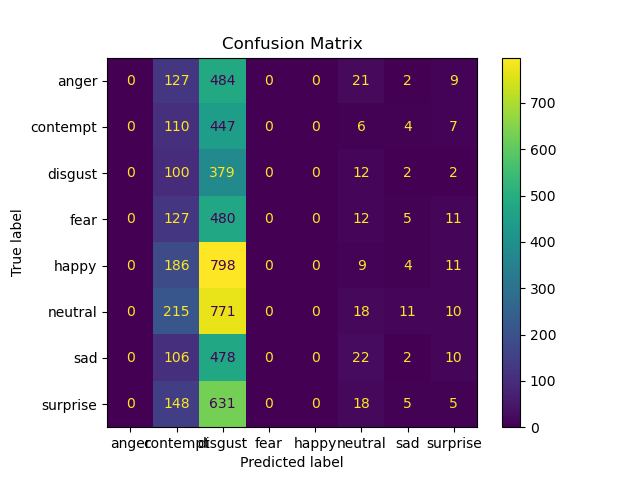 Confusion Matrix
True label
anger 0 127 484 0 0 21 2 9
contempt 0 110 447 0 0 6 4 7
disgust 0 100 379 0 0 12 2 2
fear 0 127 480 0 0 12 5 11
happy 0 186 798 0 0 9 4 11
neutral 0 215 771 0 0 18 11 10
sad 0 106 478 0 0 22 2 10
surprise 0 148 631 0 0 18 5 5
anger contempt disgust fear happy neutral sad surprise
Predicted label
700
600
500
400
300
200
100
0